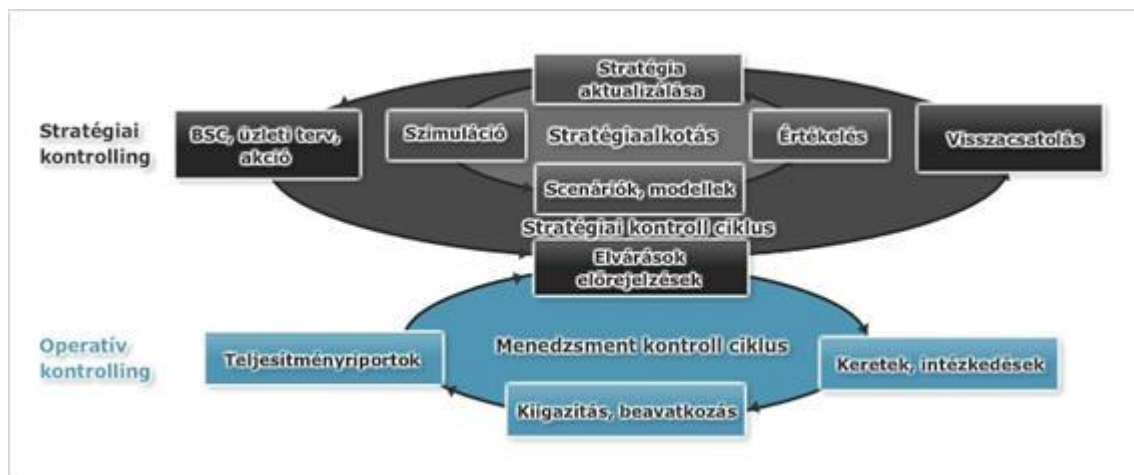 Stratégia
aktualizálása
Stratégiai
kontrolling
BSC, üzleti terv,
akció
Szimuláció
Stratégiaalkotás
Értékelés
Visszacsatolás
Scenáriók, modellek
Stratégiai kontroll ciklus
Elvárások
előrejelzések
Operatív
kontrolling
Teljesítményriportok
Menedzsment kontroll ciklus
Keretek, intézkedések
Kiigazítás, beavatkozás